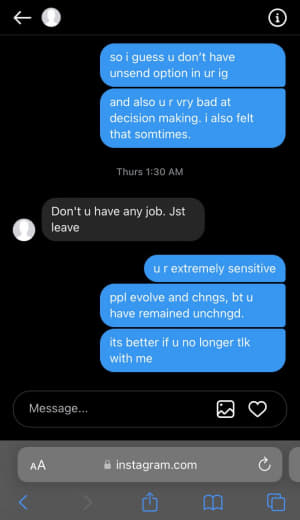 so i guess u don't have
unsend option in ur ig
and also u r vry bad at
decision making. i also felt
that somtimes.
Thurs 1:30 AM
Don't u have any job. Jst
leave
u r extremely sensitive
ppl evolve and chngs, bt u
have remained unchngd.
its better if u no longer tlk
with me
Message...
AA
instagram.com